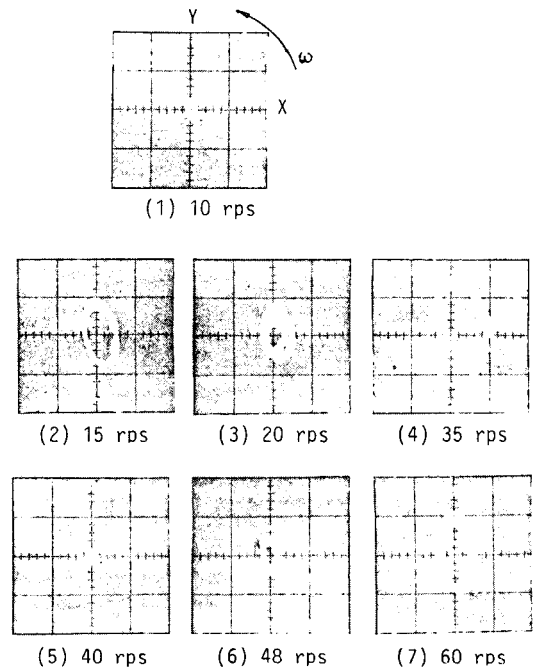 Y
ω
X
(1) 10 rps
(2) 15 rps
(3) 20 rps
(4) 35 rps
(5) 40 rps
(6) 48 rps
(7) 60 rps